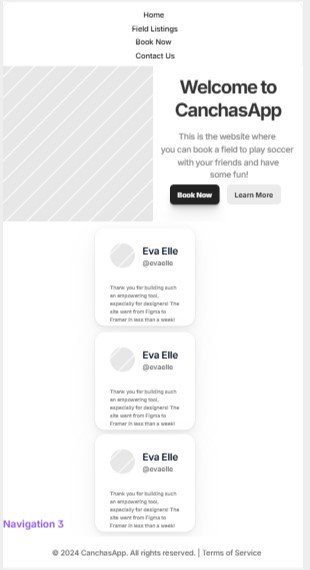 Home
Field Listings
Book Now
Contact Us
Welcome to
CanchasApp
This is the website where
you can book a field to play soccer
with your friends and have
some fun!
Book Now
Learn More
Eva Elle
@evaelle
Thank you for building such
an empowering tool,
especially for designers! The
site went from Figma to
Framer in less than a week!
Eva Elle
@evaelle
Thank you for building such
an empowering tool,
especially for designers! The
site went from Figma to
Framer in less than a week!
Eva Elle
@evaelle
Thank you for building such
an empowering tool,
especially for designers! The
site went from Figma to
Framer in less than a week!
Navigation 3
© 2024 CanchasApp. All rights reserved. | Terms of Service